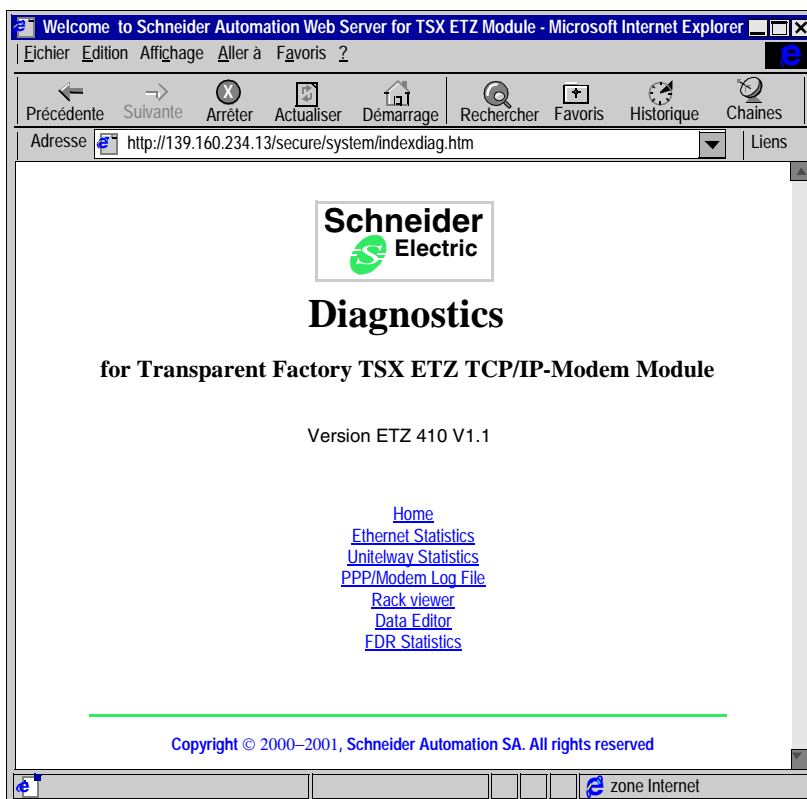 Welcome to Schneider Automation Web Server for TSX ETZ Module - Microsoft Internet Explorer
Fichier Edition Affichage Aller à Favoris ?
Précédente Suivante Arrêter Actualiser Démarrage Rechercher Favoris Historique Chaines
Adresse http://139.160.234.13/secure/system/indexdiag.htm Liens
Schneider
Electric
Diagnostics
for Transparent Factory TSX ETZ TCP/IP-Modem Module
Version ETZ 410 V1.1
Home
Ethernet Statistics
Unitelway Statistics
PPP/Modem Log File
Rack viewer
Data Editor
FDR Statistics
Copyright © 2000–2001, Schneider Automation SA. All rights reserved
zone Internet